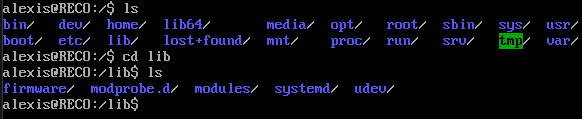 alexis@RECO:/$ ls
bin/ dev/ home/ lib64/ media/ opt/ root/ sbin/ sys/ usr/
boot/ etc/ lib/ lost+found/ mnt/ proc/ run/ srv/ tmp/ var/
alexis@RECO:/$ cd lib
alexis@RECO:/lib$ ls
firmware/ modprobe.d/ modules/ systemd/ udev/
alexis@RECO:/lib$